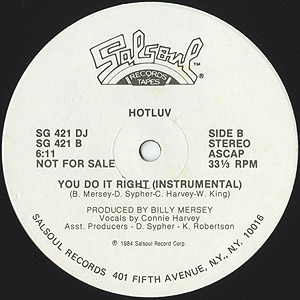 Salsoul
TM
RECORDS
TAPES
HOTLUV
SG 421 DJ
SG 421 B
6:11
NOT FOR SALE
SIDE B
STEREO
ASCAP
33⅓ RPM
YOU DO IT RIGHT (INSTRUMENTAL)
(B. Mersey-D. Sypher-C. Harvey-W. King)
PRODUCED BY BILLY MERSEY
Vocals by Connie Harvey
Asst. Producers - D. Sypher - K. Robertson
℗ 1984 Salsoul Record Corp.
SALSOUL RECORDS 401 FIFTH AVENUE, N.Y., N.Y. 10016